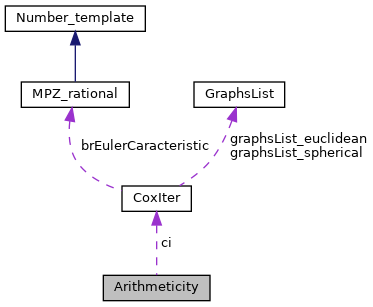 Number_template
MPZ_rational
GraphsList
brEulerCaracteristic
graphsList_euclidean
graphsList_spherical
CoxIter
ci
Arithmeticity